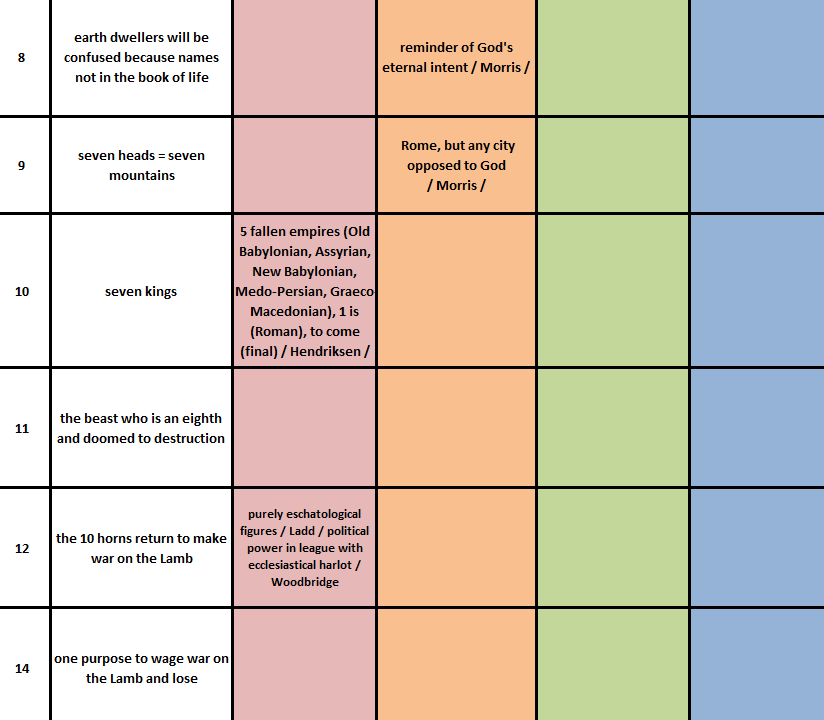 8
earth dwellers will be
confused because names
not in the book of life
reminder of God's
eternal intent / Morris /
9
seven heads = seven
mountains
Rome, but any city
opposed to God
/ Morris /
10
seven kings
5 fallen empires (Old
Babylonian, Assyrian,
New Babylonian,
Medo-Persian, Graeco
Macedonian), 1 is
(Roman), to come
(final) / Hendriksen /
11
the beast who is an eighth
and doomed to destruction
12
the 10 horns return to make
war on the Lamb
purely eschatological
figures / Ladd / political
power in league with
ecclesiastical harlot /
Woodbridge
14
one purpose to wage war on
the Lamb and lose